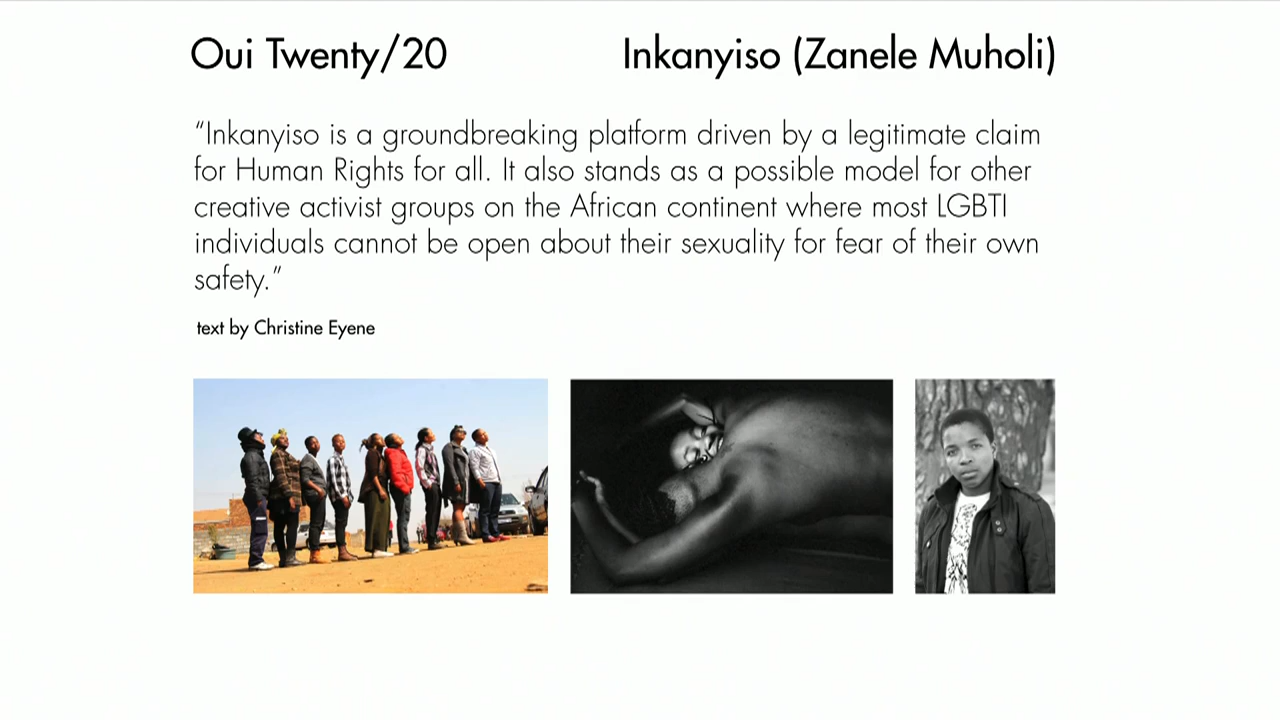 Oui Twenty/20
Inkanyiso (Zanele Muholi)
“Inkanyiso is a groundbreaking platform driven by a legitimate claim
for Human Rights for all. It also stands as a possible model for other
creative activist groups on the African continent where most LGBTI
individuals cannot be open about their sexuality for fear of their own
safety.”
text by Christine Eyene